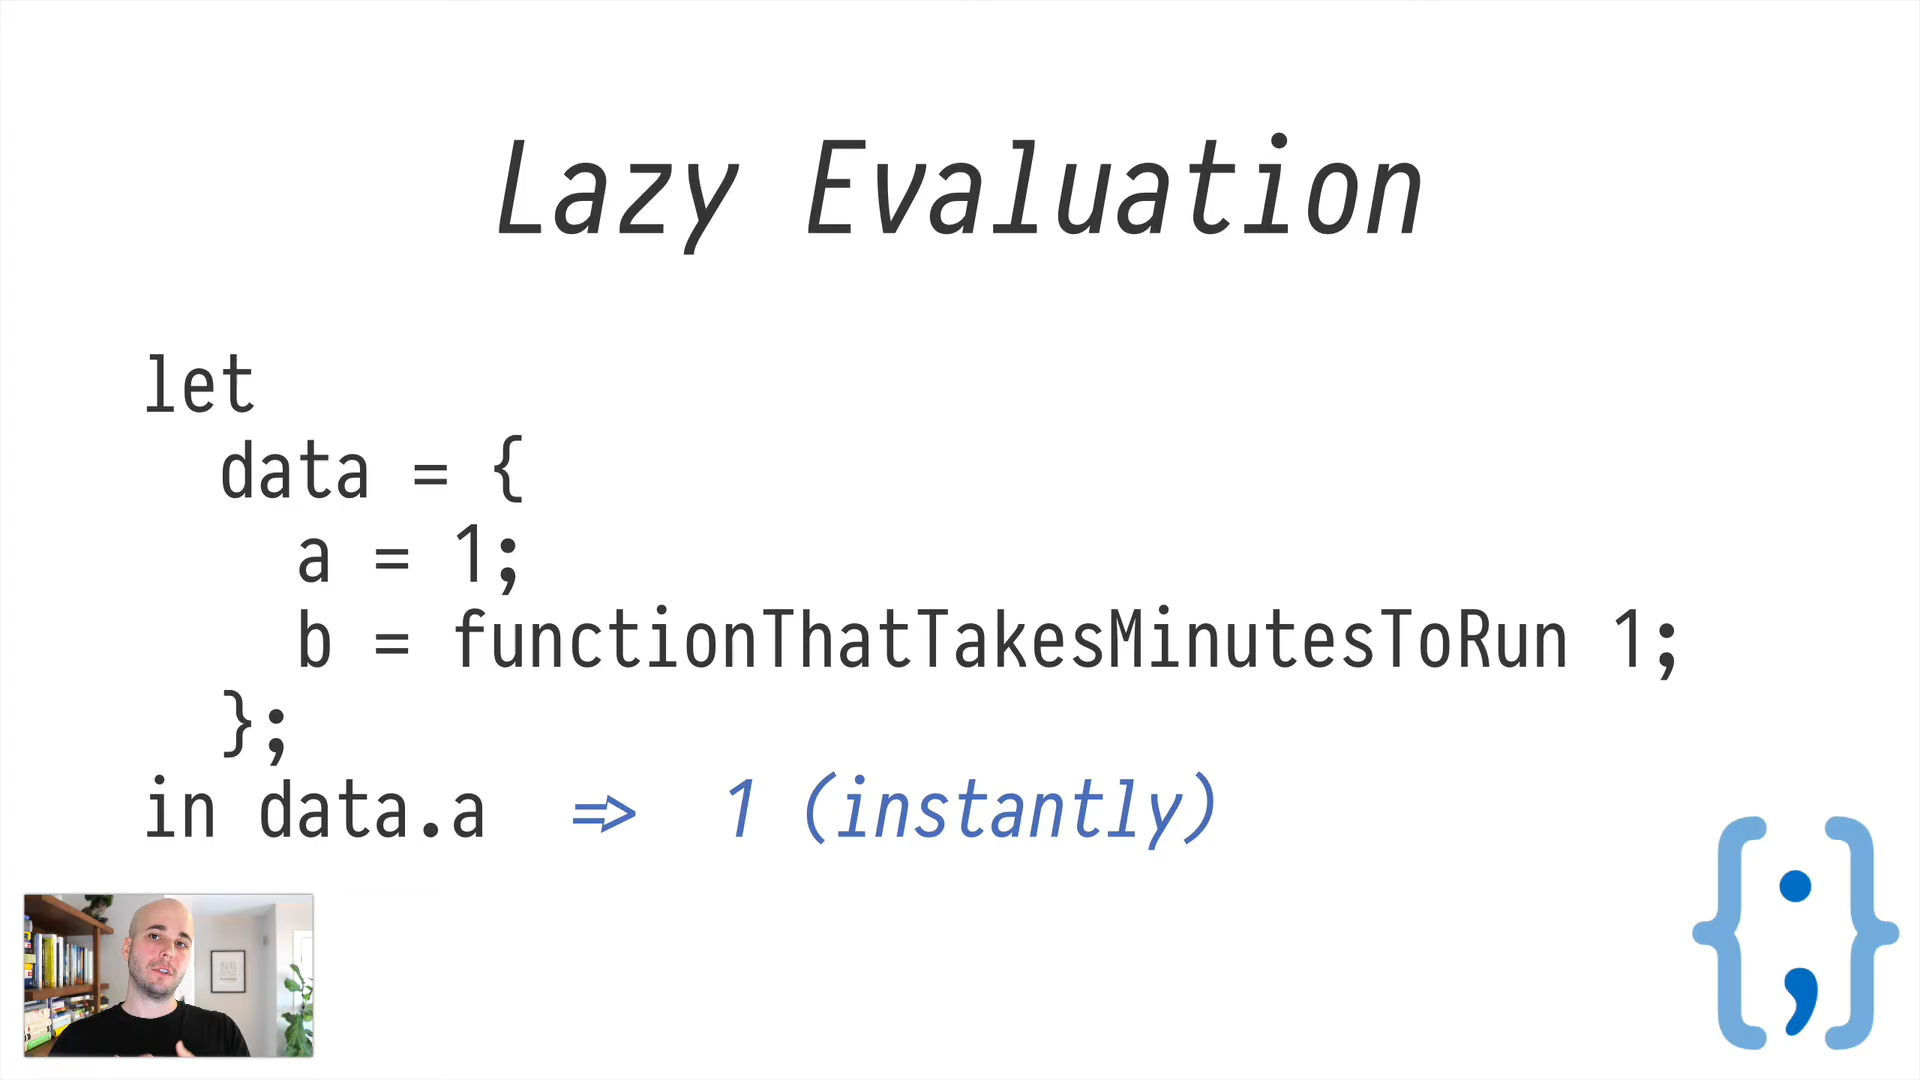 Lazy Evaluation
let
data = {
a = 1;
b = functionThatTakesMinutesToRun 1;
};
in data.a => 1 (instantly)
{;}